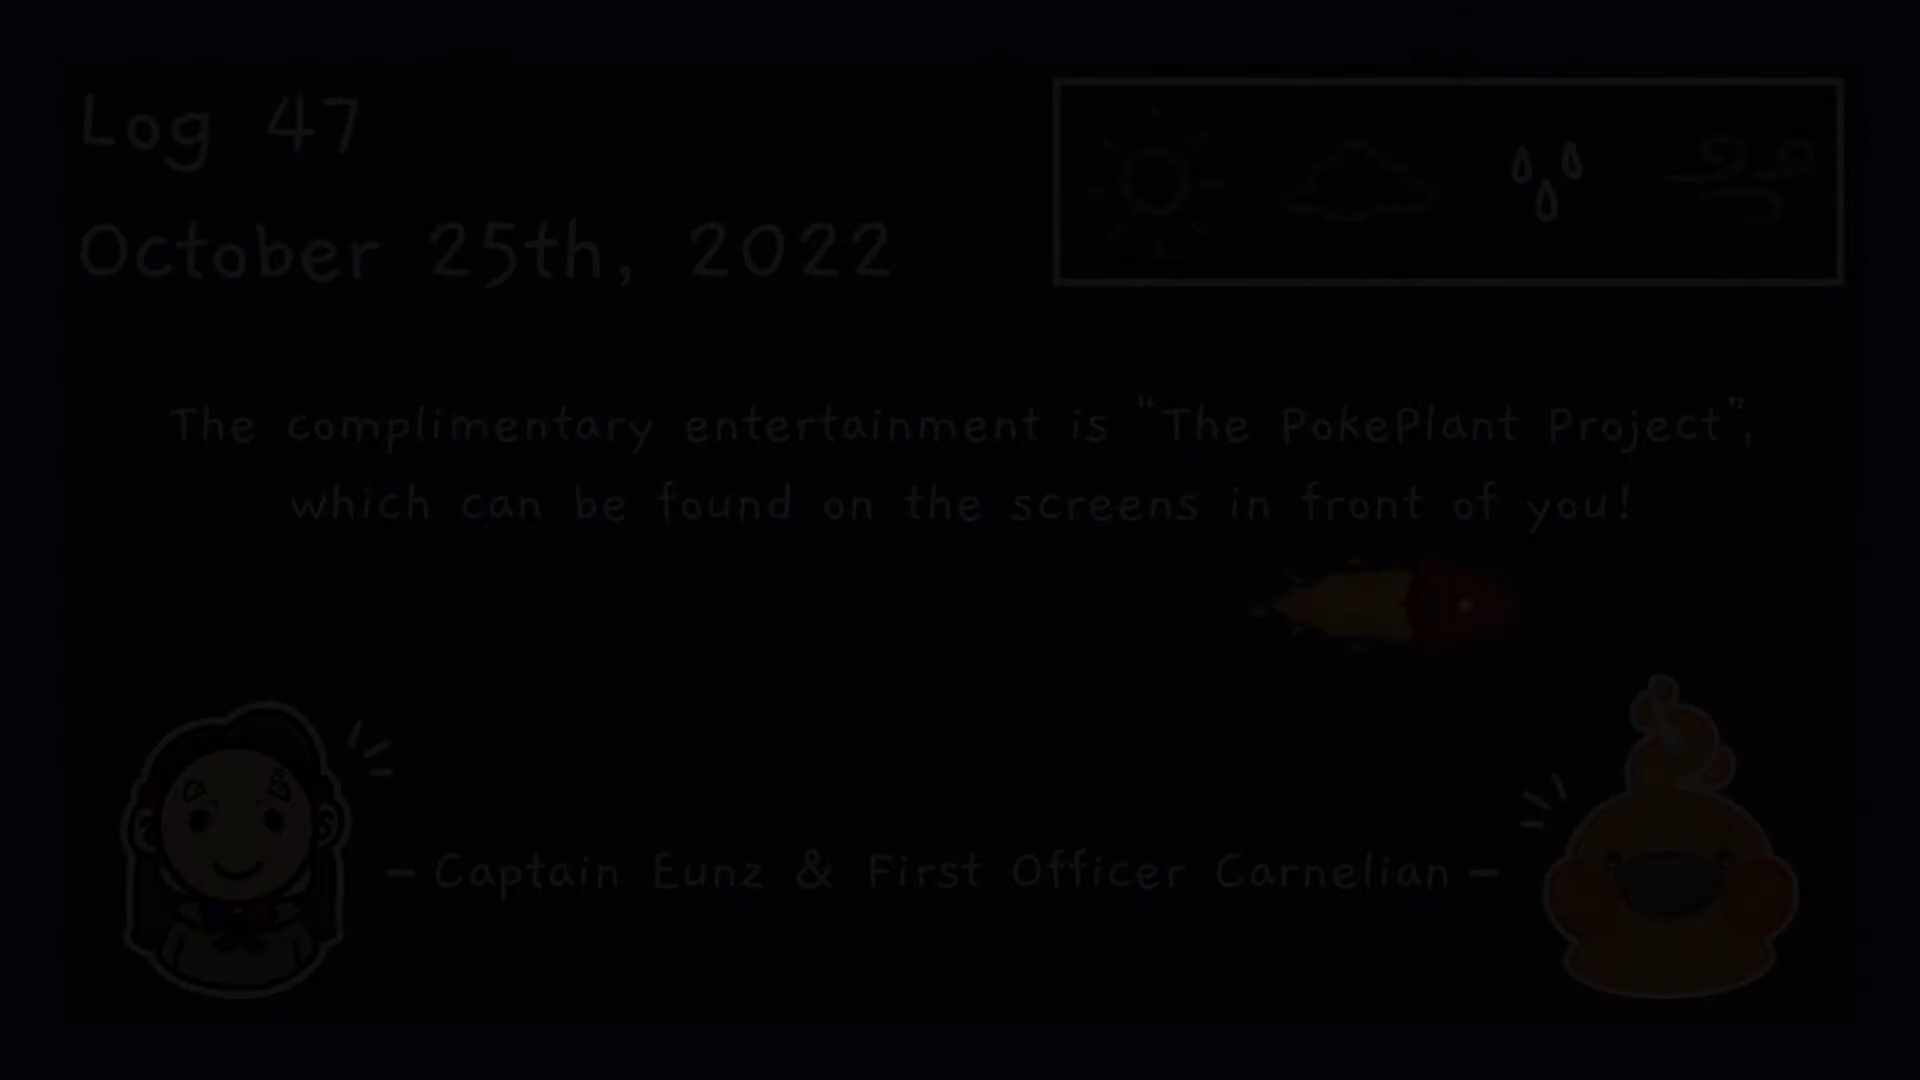 Log 47
October 25th, 2022
The complimentary entertainment is “The PokePlant Project”,
which can be found on the screens in front of you!
– Captain Eunz & First Officer Carnelian –